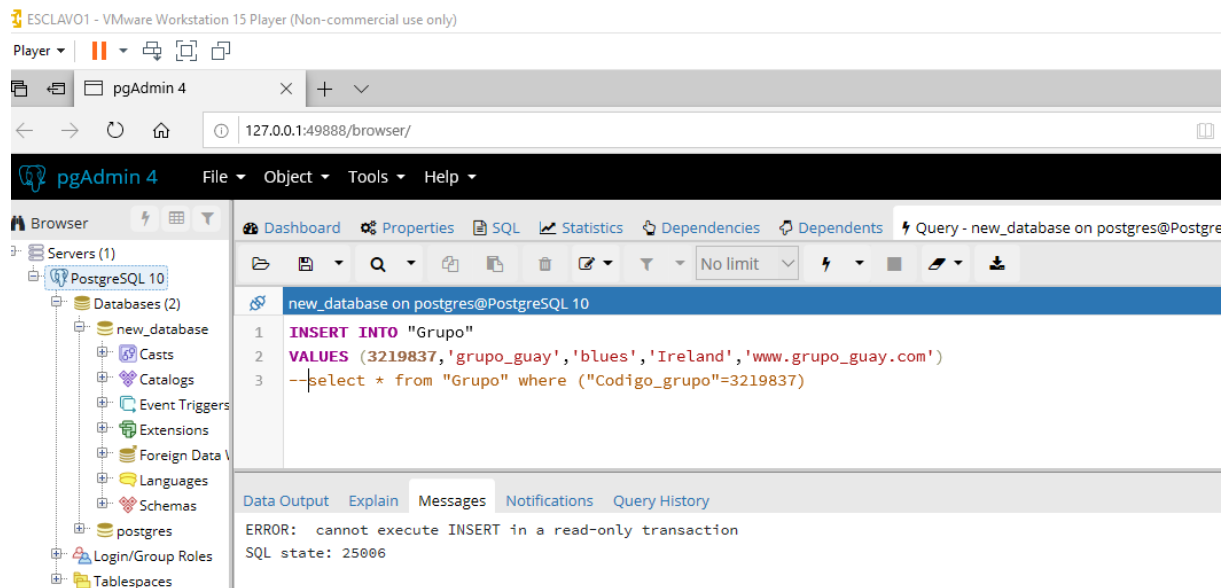 ESCLAVO1 - VMware Workstation 15 Player (Non-commercial use only)
Player
pgAdmin 4
127.0.0.1:49888/browser/
pgAdmin 4 File Object Tools Help
Browser
Dashboard Properties SQL Statistics Dependencies Dependents Query - new_database on postgres@Postgre
Servers (1)
No limit
PostgreSQL 10
Databases (2)
new_database on postgres@PostgreSQL 10
new_database
1 INSERT INTO "Grupo"
2 VALUES (3219837,'grupo_guay','blues','Ireland','www.grupo_guay.com')
Casts
Catalogs
3 --select * from "Grupo" where ("Codigo_grupo"=3219837)
Event Triggers
Extensions
Foreign Data
Languages
Schemas
Data Output Explain Messages Notifications Query History
postgres
ERROR: cannot execute INSERT in a read-only transaction
Login/Group Roles
SQL state: 25006
Tablespaces